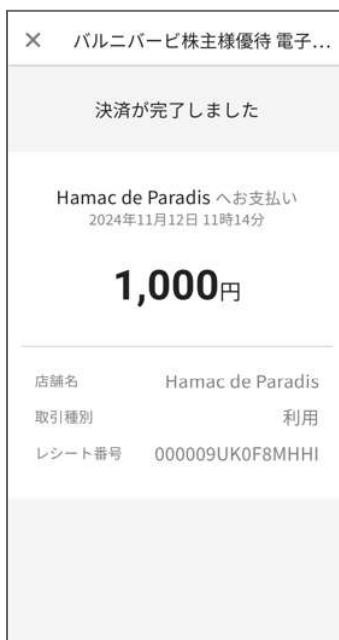 × バルニバービ株主様優待 電子...
決済が完了しました
Hamac de Paradis へお支払い
2024年11月12日 11時14分
1,000円
店舗名 Hamac de Paradis
取引種別 利用
レシート番号 000009UK0F8MHHI